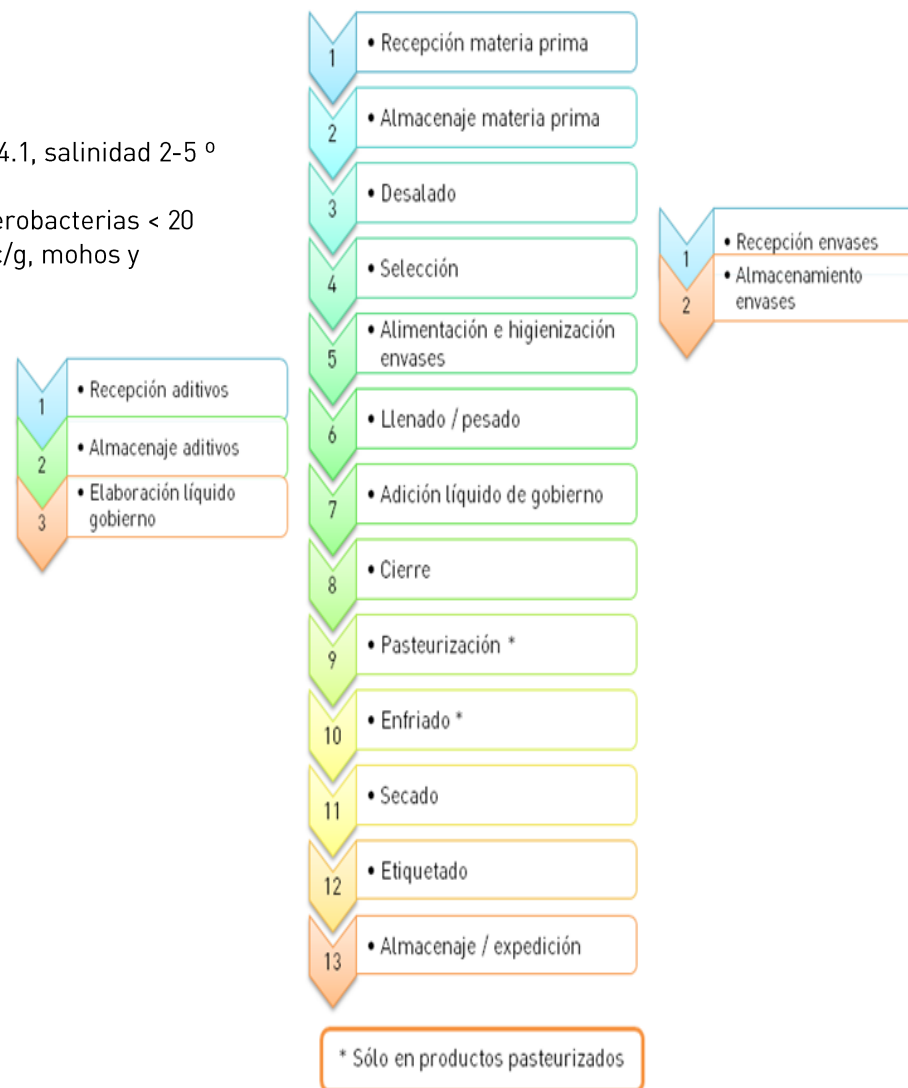 4.1, salinidad 2-5 º
erobacterias < 20
/g, mohos y
1
• Recepción aditivos
2
• Almacenaje aditivos
3
• Elaboración líquido
gobierno
1
• Recepción materia prima
2
• Almacenaje materia prima
3
• Desalado
4
• Selección
5
• Alimentación e higienización
envases
6
• Llenado / pesado
7
• Adición líquido de gobierno
8
• Cierre
9
• Pasteurización *
10
• Enfriado *
11
• Secado
12
• Etiquetado
13
• Almacenaje / expedición
* Sólo en productos pasteurizados
1
• Recepción envases
2
• Almacenamiento
envases